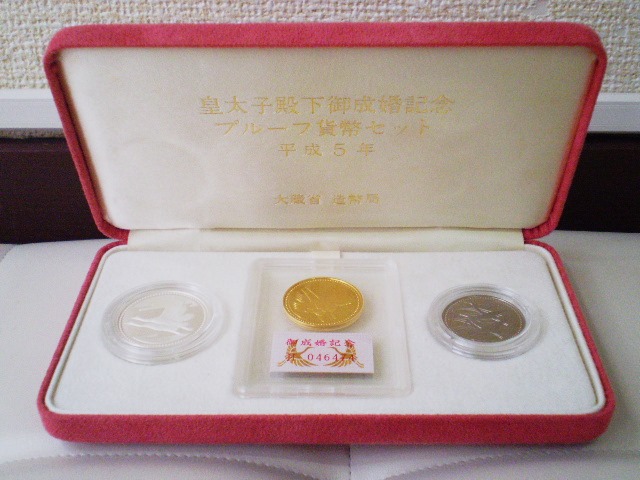 皇太子殿下御成婚記念
プルーフ貨幣セット
平成5年
大蔵省 造幣局
御成婚記念
046474